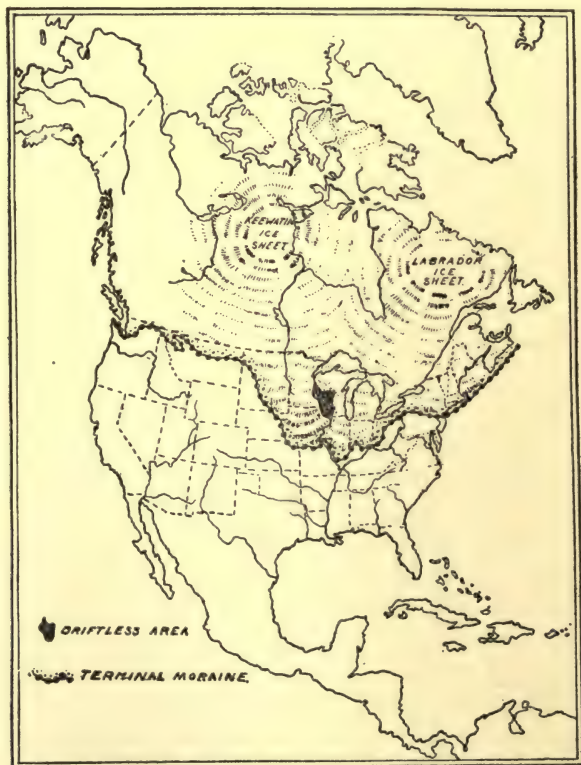 KEEWATIN
ICE
SHEET
LABRADOR
ICE
SHEET.
DRIFTLESS AREA
TERMINAL MORAINE.